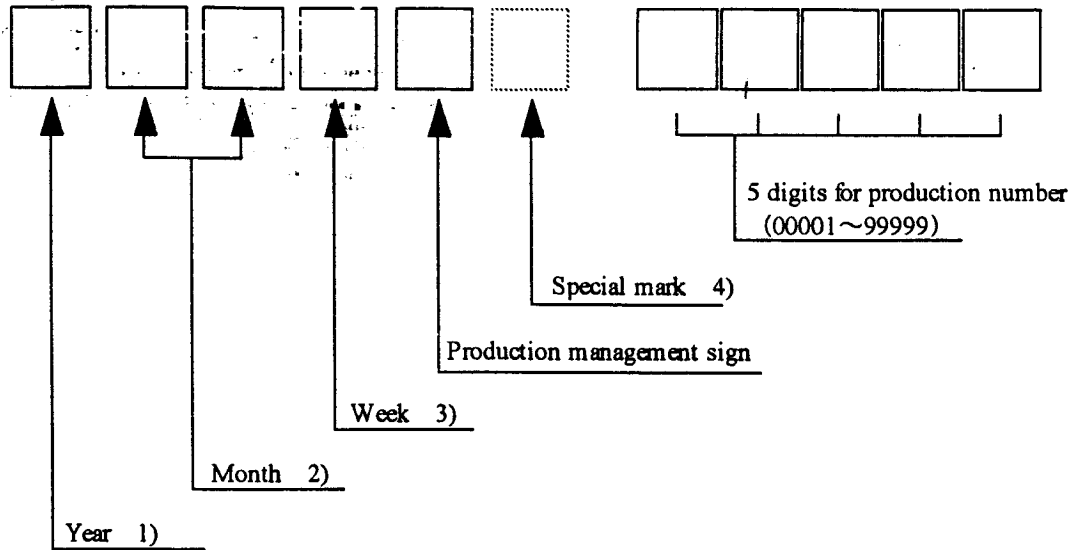 5 digits for production number
(00001～99999)
Special mark 4)
Production management sign
Week 3)
Month 2)
Year 1)